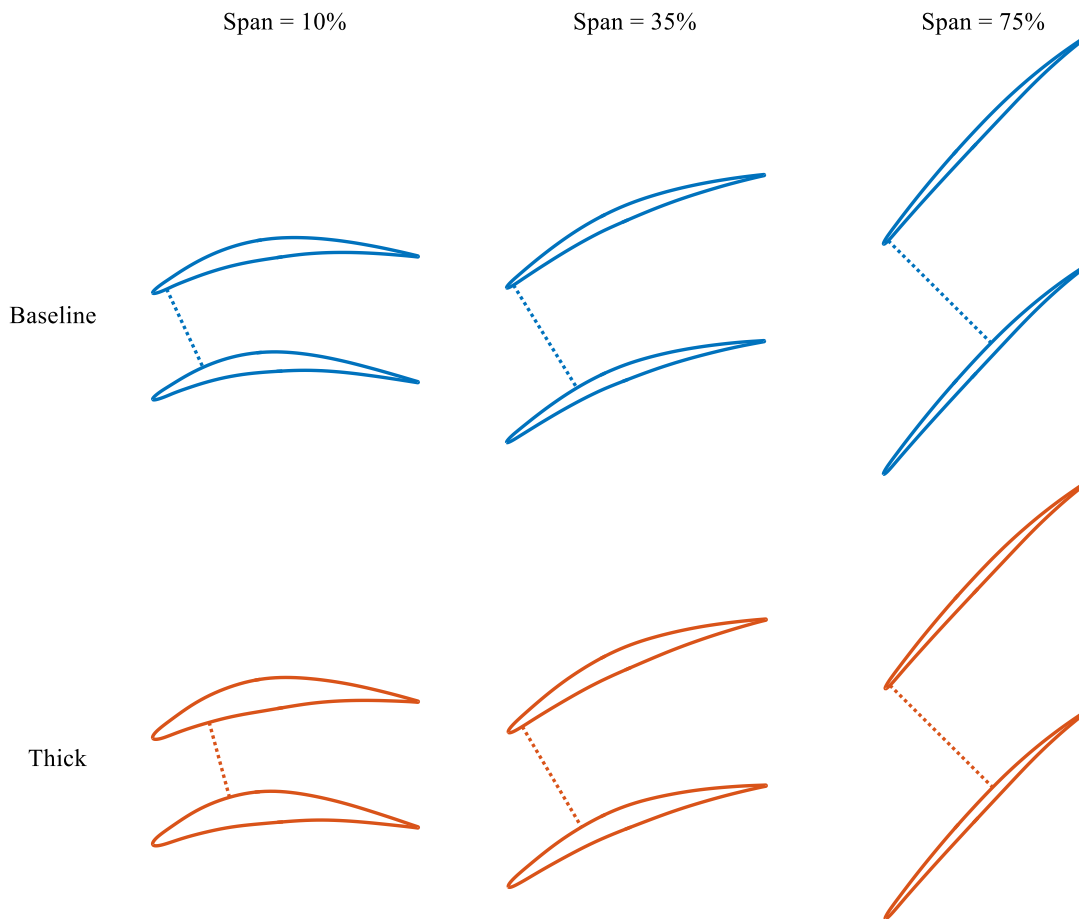 Span = 10%
Span = 35%
Span = 75%
Baseline
Thick